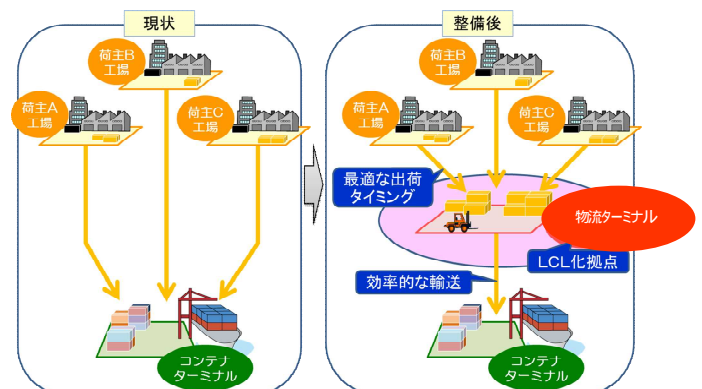 現状
荷主B
工場
荷主A
工場
荷主C
工場
コンテナ
ターミナル
整備後
荷主B
工場
荷主A
工場
荷主C
工場
最適な出荷
タイミング
物流ターミナル
LCL化拠点
効率的な輸送
コンテナ
ターミナル